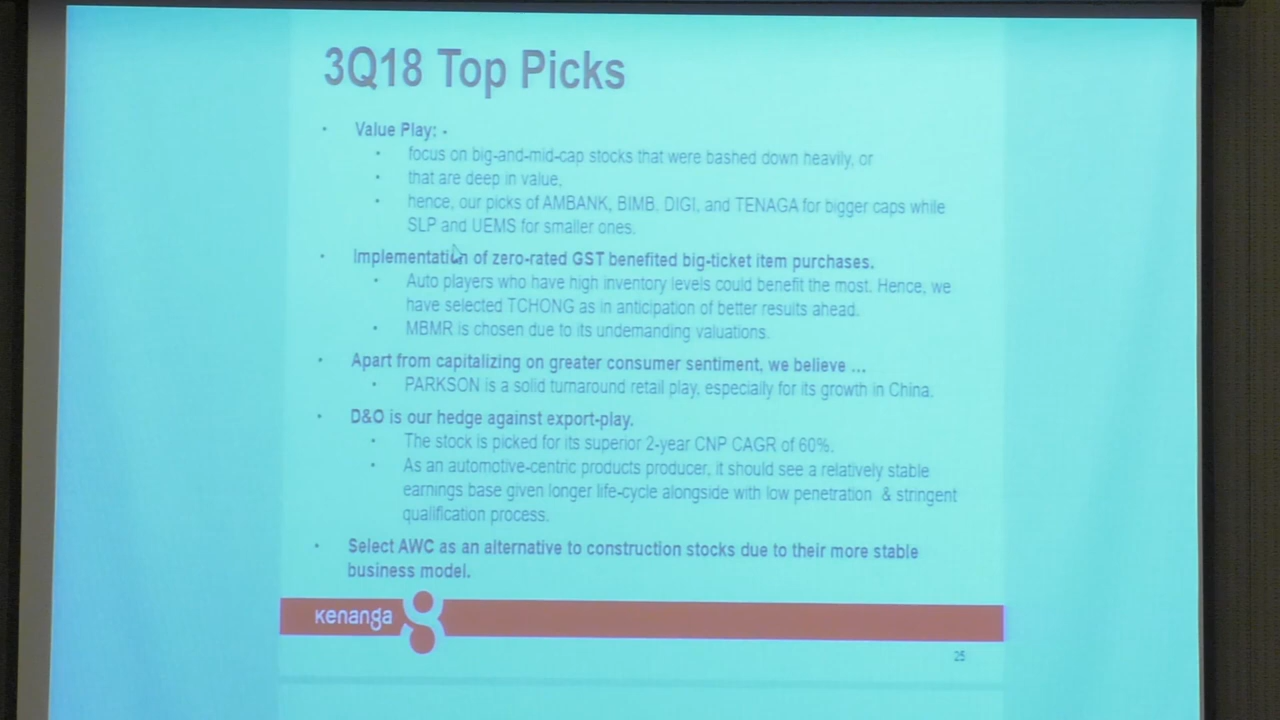 3Q18 Top Picks
• Value Play: -
• focus on big-and-mid-cap stocks that were bashed down heavily, or
• that are deep in value,
• hence, our picks of AMBANK, BIMB, DIGI, and TENAGA for bigger caps while
SLP and UEMS for smaller ones.
• Implementation of zero-rated GST benefited big-ticket item purchases.
• Auto players who have high inventory levels could benefit the most. Hence, we
have selected TCHONG as in anticipation of better results ahead.
• MBMR is chosen due to its undemanding valuations.
• Apart from capitalizing on greater consumer sentiment, we believe ...
• PARKSON is a solid turnaround retail play, especially for its growth in China.
• D&O is our hedge against export-play.
• The stock is picked for its superior 2-year CNP CAGR of 60%.
• As an automotive-centric products producer, it should see a relatively stable
earnings base given longer life-cycle alongside with low penetration & stringent
qualification process.
• Select AWC as an alternative to construction stocks due to their more stable
business model.
kenanga
25